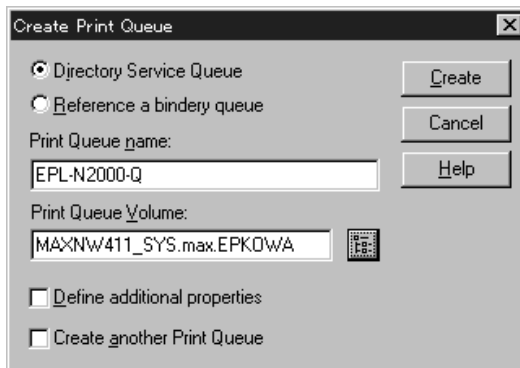 Create Print Queue
Directory Service Queue
Reference a bindery queue
Print Queue name:
EPL-N2000-Q
Print Queue Volume:
MAXNW411_SYS.max.EPKOWA
Define additional properties
Create another Print Queue
Create
Cancel
Help